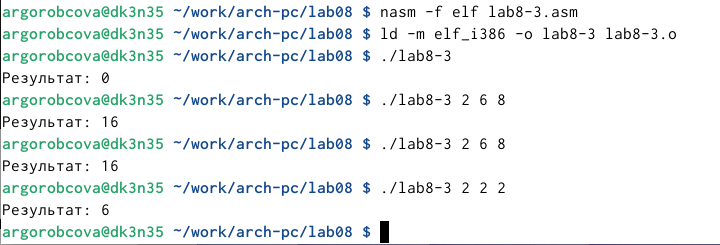 argorobcova@dk3n35 ~/work/arch-pc/lab08 $ nasm -f elf lab8-3.asm
argorobcova@dk3n35 ~/work/arch-pc/lab08 $ ld -m elf_i386 -o lab8-3 lab8-3.o
argorobcova@dk3n35 ~/work/arch-pc/lab08 $ ./lab8-3
Результат: 0
argorobcova@dk3n35 ~/work/arch-pc/lab08 $ ./lab8-3 2 6 8
Результат: 16
argorobcova@dk3n35 ~/work/arch-pc/lab08 $ ./lab8-3 2 6 8
Результат: 16
argorobcova@dk3n35 ~/work/arch-pc/lab08 $ ./lab8-3 2 2 2
Результат: 6
argorobcova@dk3n35 ~/work/arch-pc/lab08 $